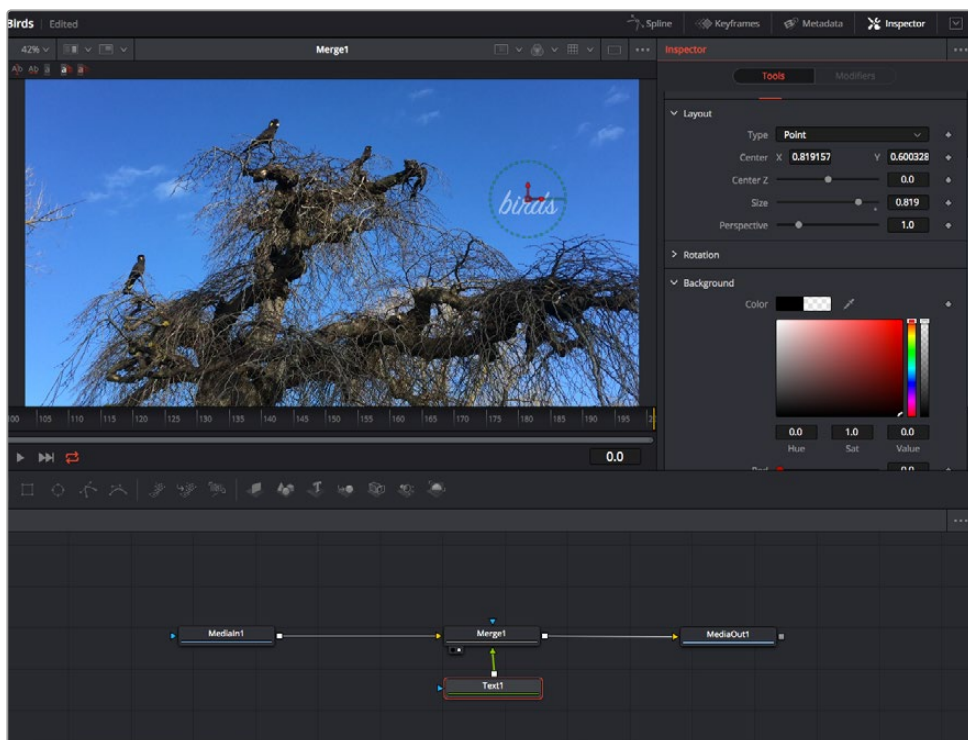 Birds Edited Spline Keyframes Metadata Inspector
42% Merge1 Inspector
Tools Modifiers
Layout
Type Point
Center X 0.819157 Y 0.600328
Center Z 0.0
Size 0.819
Perspective 1.0
birds
Rotation
Background
Color
105 110 115 120 125 130 135 140 145 150 155 160 165 170 175 180 185 190 195
0.0 1.0 0.0
Hue Sat Value
0.0
MediaIn1 Merge1 MediaOut1
Text1